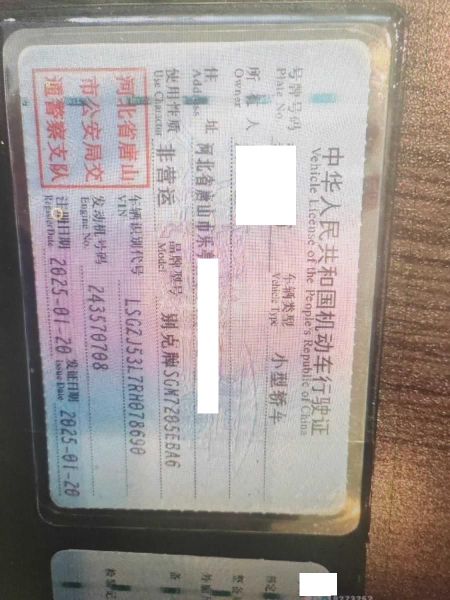 中华人民共和国机动车行驶证
Vehicle License of the People's Republic of China
号牌号码
Plate No.
车辆类型 小型轿车
Vehicle Type
所有人
Owner
住址 河北省唐山市乐亭
Address
使用性质 非营运
Use Character
品牌型号 别克牌SGM7205EBA6
Model
河北省唐山
市公安局交
通警察支队
车辆识别代号 LSGZJ53L7RH078690
VIN
发动机号码 243570708
Engine No.
注册日期 2025-01-20
Register Date
发证日期 2025-01-20
Issue Date